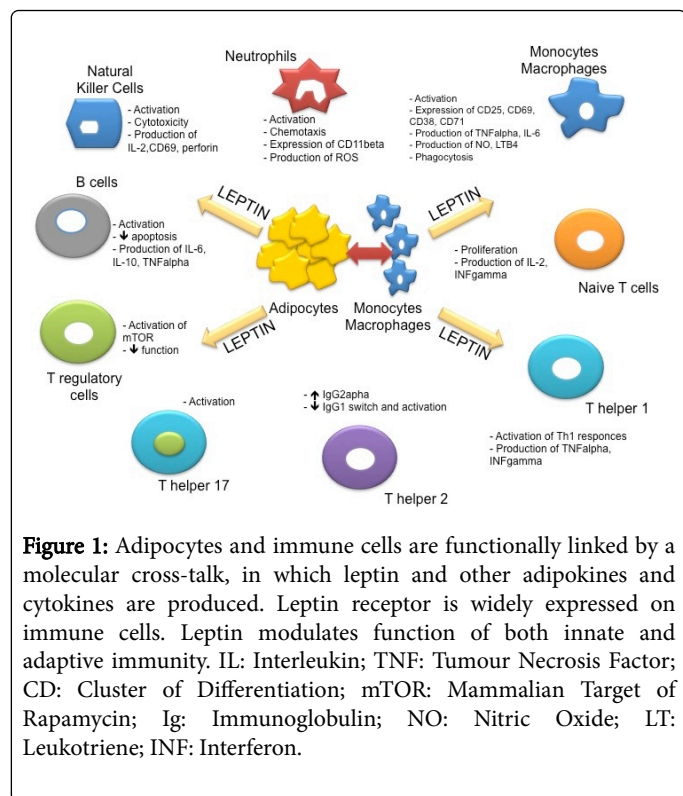 Neutrophils
- Activation
- Chemotaxis
- Expression of CD11beta
- Production of ROS
Monocytes
Macrophages
- Activation
- Expression of CD25, CD69,
CD38, CD71
- Production of TNFalpha, IL-6
- Production of NO, LTB4
- Phagocytosis
Natural
Killer Cells
- Activation
- Cytotoxicity
- Production of
IL-2,CD69, perforin
B cells
- Activation
- ↓ apoptosis
- Production of IL-6,
IL-10, TNFalpha
LEPTIN
LEPTIN
- Proliferation
- Production of IL-2,
INFgamma
Naive T cells
Adipocytes
Monocytes
Macrophages
LEPTIN
LEPTIN
- Activation of
mTOR
- ↓ function
T regulatory
cells
T helper 1
- Activation of Th1 responces
- Production of TNFalpha,
INFgamma
- Activation
T helper 17
- ↑ IgG2apha
- ↓ IgG1 switch and activation
T helper 2
Figure 1: Adipocytes and immune cells are functionally linked by a
molecular cross-talk, in which leptin and other adipokines and
cytokines are produced. Leptin receptor is widely expressed on
immune cells. Leptin modulates function of both innate and
adaptive immunity. IL: Interleukin; TNF: Tumour Necrosis Factor;
CD: Cluster of Differentiation; mTOR: Mammalian Target of
Rapamycin; Ig: Immunoglobulin; NO: Nitric Oxide; LT:
Leukotriene; INF: Interferon.